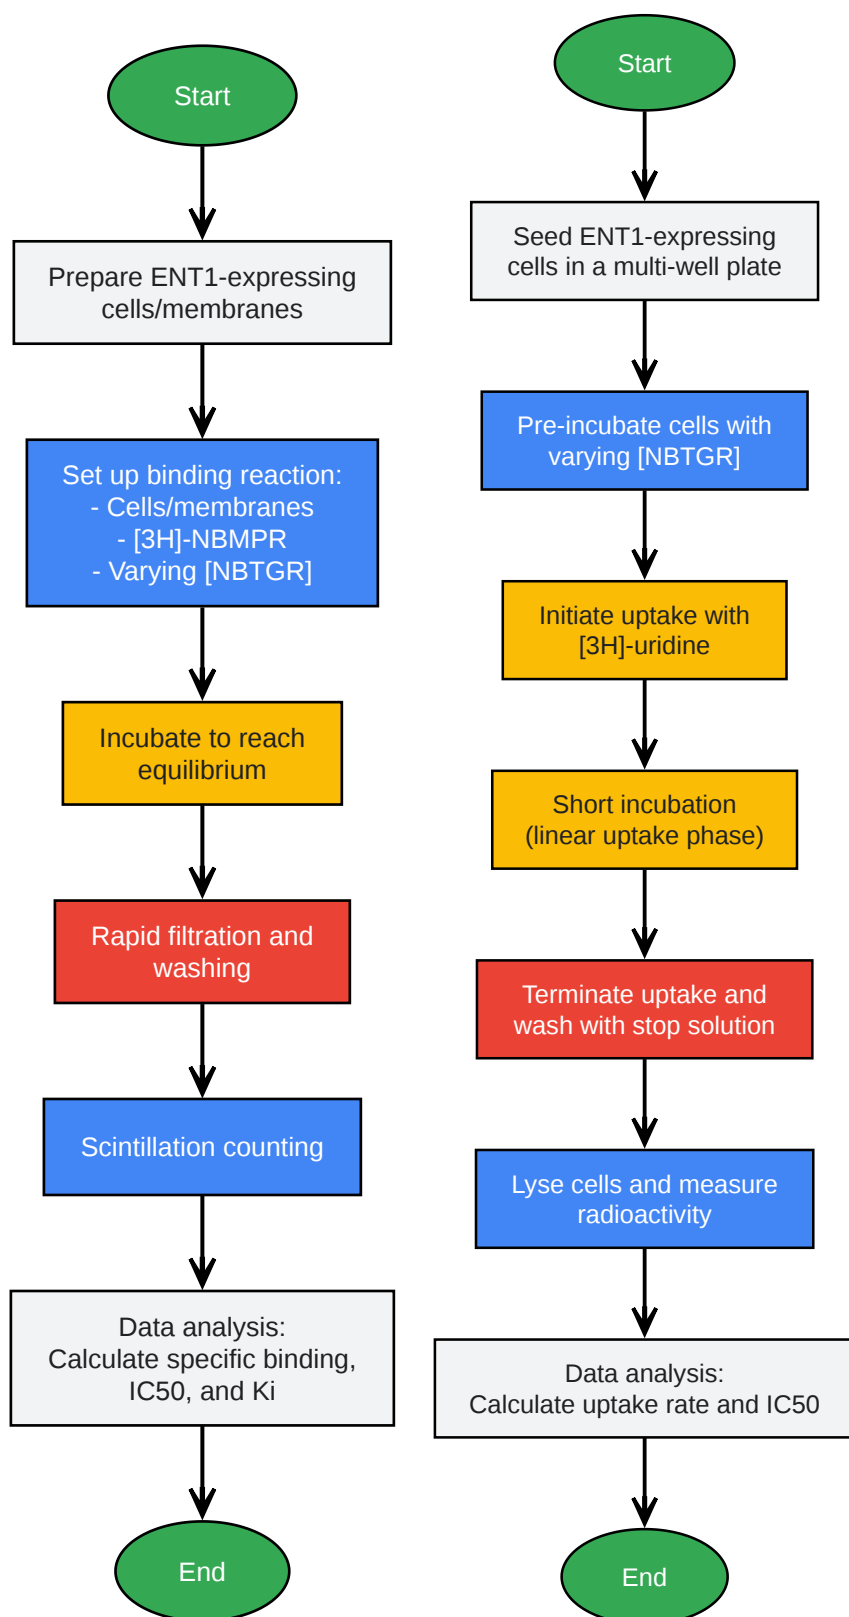 Start
Prepare ENT1-expressing
cells/membranes
Set up binding reaction:
- Cells/membranes
- [3H]-NBMPR
- Varying [NBTGR]
Incubate to reach
equilibrium
Rapid filtration and
washing
Scintillation counting
Data analysis:
Calculate specific binding,
IC50, and Ki
End
Start
Seed ENT1-expressing
cells in a multi-well plate
Pre-incubate cells with
varying [NBTGR]
Initiate uptake with
[3H]-uridine
Short incubation
(linear uptake phase)
Terminate uptake and
wash with stop solution
Lyse cells and measure
radioactivity
Data analysis:
Calculate uptake rate and IC50
End